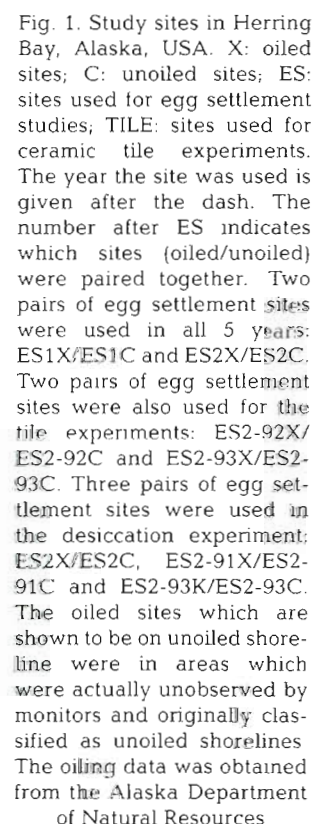 Fig. 1. Study sites in Herring
Bay, Alaska, USA. X: oiled
sites; C: unoiled sites; ES:
sites used for egg settlement
studies; TILE: sites used for
ceramic tile experiments.
The year the site was used is
given after the dash. The
number after ES indicates
which sites (oiled/unoiled)
were paired together. Two
pairs of egg settlement sites
were used in all 5 years:
ES1X/ES1C and ES2X/ES2C.
Two pairs of egg settlement
sites were also used for the
tile experiments: ES2-92X/
ES2-92C and ES2-93X/ES2-
93C. Three pairs of egg set-
tlement sites were used in
the desiccation experiment:
ES2X/ES2C, ES2-91X/ES2-
91C and ES2-93K/ES2-93C.
The oiled sites which are
shown to be on unoiled shore-
line were in areas which
were actually unobserved by
monitors and originally clas-
sified as unoiled shorelines
The oiling data was obtained
from the Alaska Department
of Natural Resources